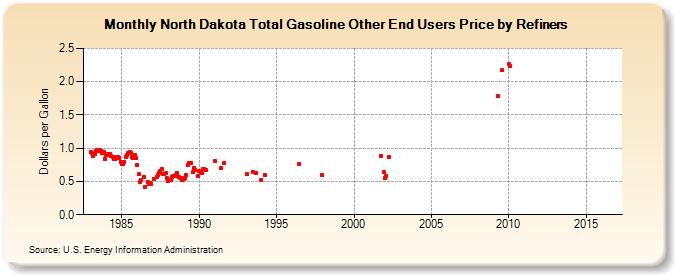 Monthly North Dakota Total Gasoline Other End Users Price by Refiners
Dollars per Gallon
2.5
2.0
1.5
1.0
0.5
0.0
1985 1990 1995 2000 2005 2010 2015
Source: U.S. Energy Information Administration